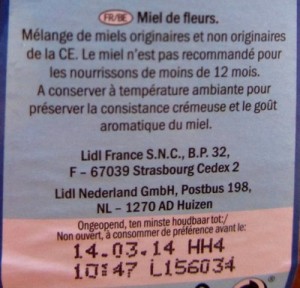 FR/BE Miel de fleurs.
Mélange de miels originaires et non originaires
de la CE. Le miel n'est pas recommandé pour
les nourrissons de moins de 12 mois.
A conserver à température ambiante pour
préserver la consistance crémeuse et le goût
aromatique du miel.
Lidl France S.N.C., B.P. 32,
F – 67039 Strasbourg Cedex 2
Lidl Nederland GmbH, Postbus 198,
NL – 1270 AD Huizen
Ongeopend, ten minste houdbaar tot:/
Non ouvert, à consommer de préférence avant le:
14.03.14 HH4
10:47 L156034